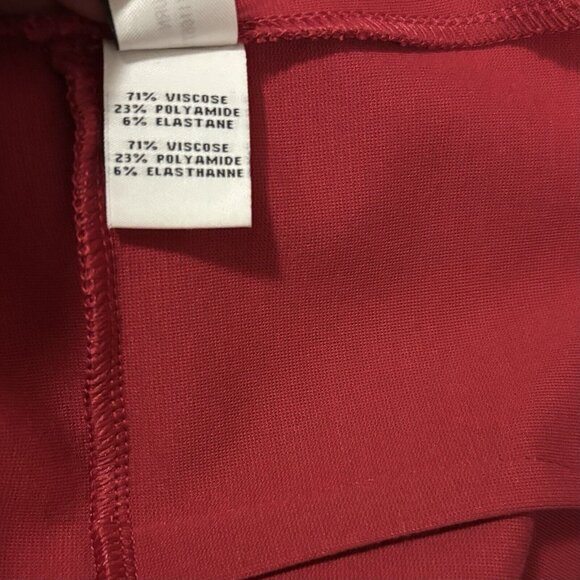 71% VISCOSE
23% POLYAMIDE
6% ELASTANE
71% VISCOSE
23% POLYAMIDE
6% ELASTHANNE